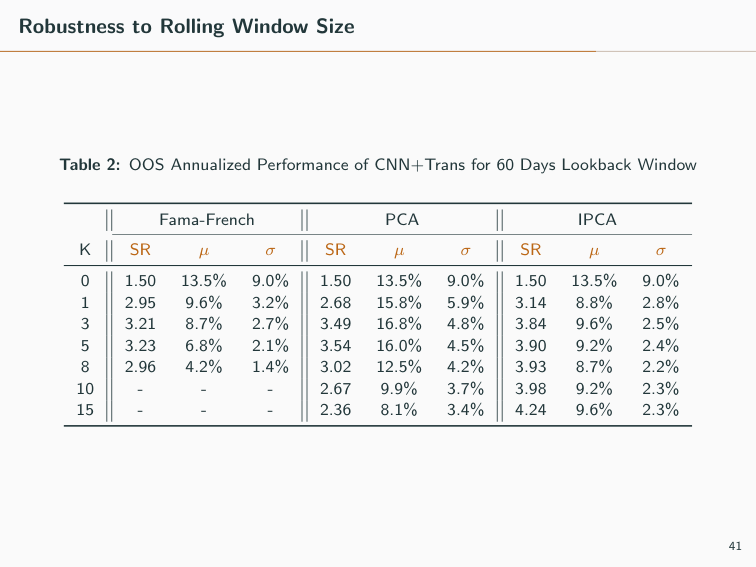 Robustness to Rolling Window Size
Table 2: OOS Annualized Performance of CNN+Trans for 60 Days Lookback Window
Fama-French PCA IPCA
K SR μ σ SR μ σ SR μ σ
0 1.50 13.5% 9.0% 1.50 13.5% 9.0% 1.50 13.5% 9.0%
1 2.95 9.6% 3.2% 2.68 15.8% 5.9% 3.14 8.8% 2.8%
3 3.21 8.7% 2.7% 3.49 16.8% 4.8% 3.84 9.6% 2.5%
5 3.23 6.8% 2.1% 3.54 16.0% 4.5% 3.90 9.2% 2.4%
8 2.96 4.2% 1.4% 3.02 12.5% 4.2% 3.93 8.7% 2.2%
10 - - - 2.67 9.9% 3.7% 3.98 9.2% 2.3%
15 - - - 2.36 8.1% 3.4% 4.24 9.6% 2.3%
41